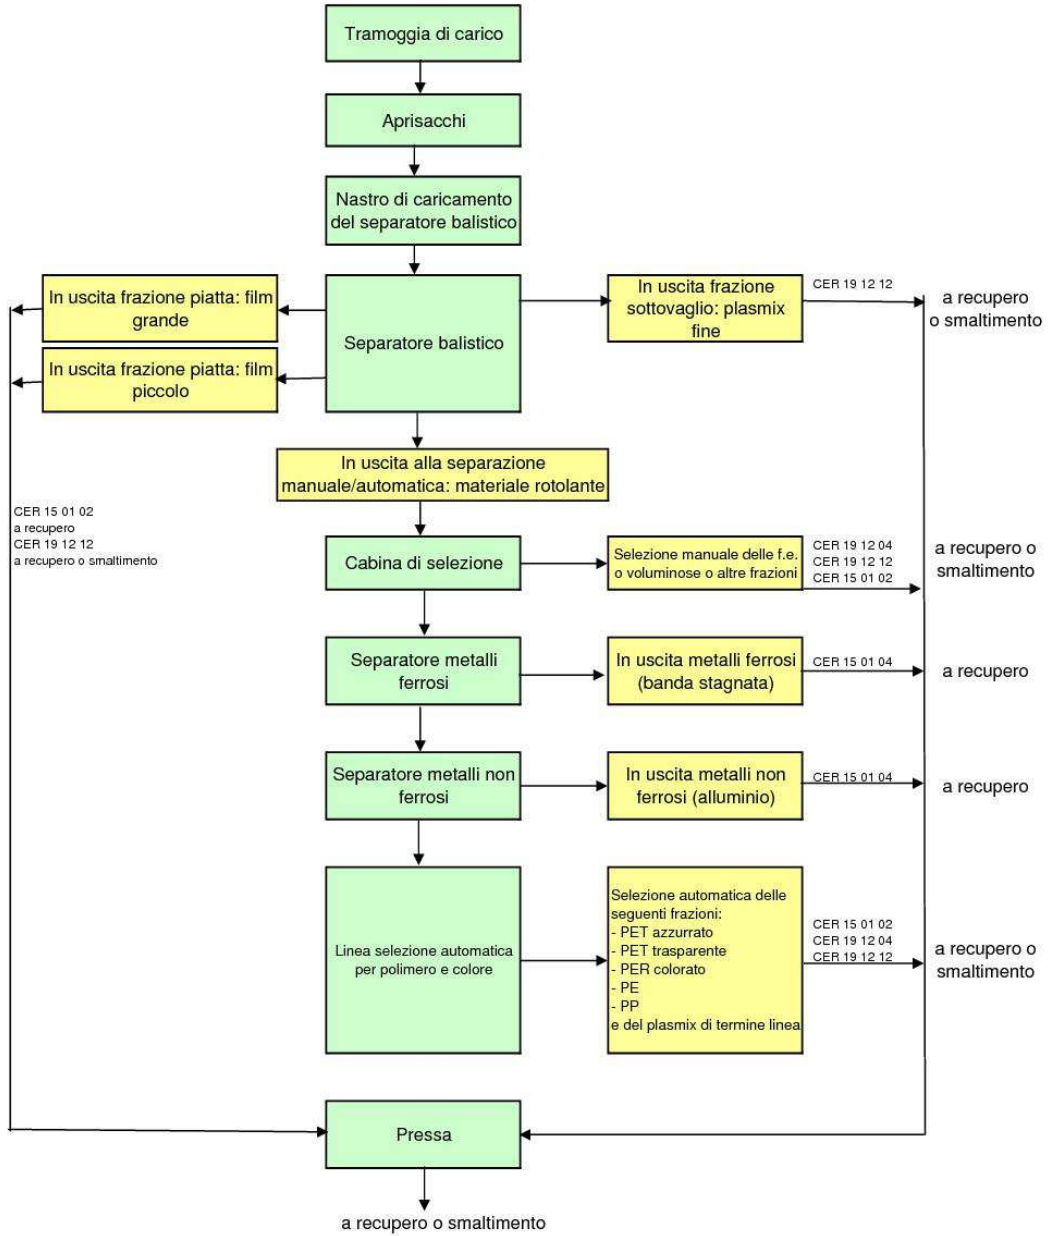 Tramoggia di carico
Aprisacchi
Nastro di caricamento
del separatore balistico
In uscita frazione piatta: film
grande
In uscita frazione piatta: film
piccolo
Separatore balistico
In uscita frazione
sottovaglio: plasmix
fine
CER 19 12 12
a recupero
o smaltimento
In uscita alla separazione
manuale/automatica: materiale rotolante
CER 15 01 02
a recupero
CER 19 12 12
a recupero o smaltimento
Cabina di selezione
Selezione manuale delle f.e.
o voluminose o altre frazioni
CER 19 12 04
CER 19 12 12
CER 15 01 02
a recupero o
smaltimento
Separatore metalli
ferrosi
In uscita metalli ferrosi
(banda stagnata)
CER 15 01 04
a recupero
Separatore metalli non
ferrosi
In uscita metalli non
ferrosi (alluminio)
CER 15 01 04
a recupero
Linea selezione automatica
per polimero e colore
Selezione automatica delle
seguenti frazioni:
- PET azzurrato
- PET trasparente
- PER colorato
- PE
- PP
e del plasmix di termine linea
CER 15 01 02
CER 19 12 04
CER 19 12 12
a recupero o
smaltimento
Pressa
a recupero o smaltimento